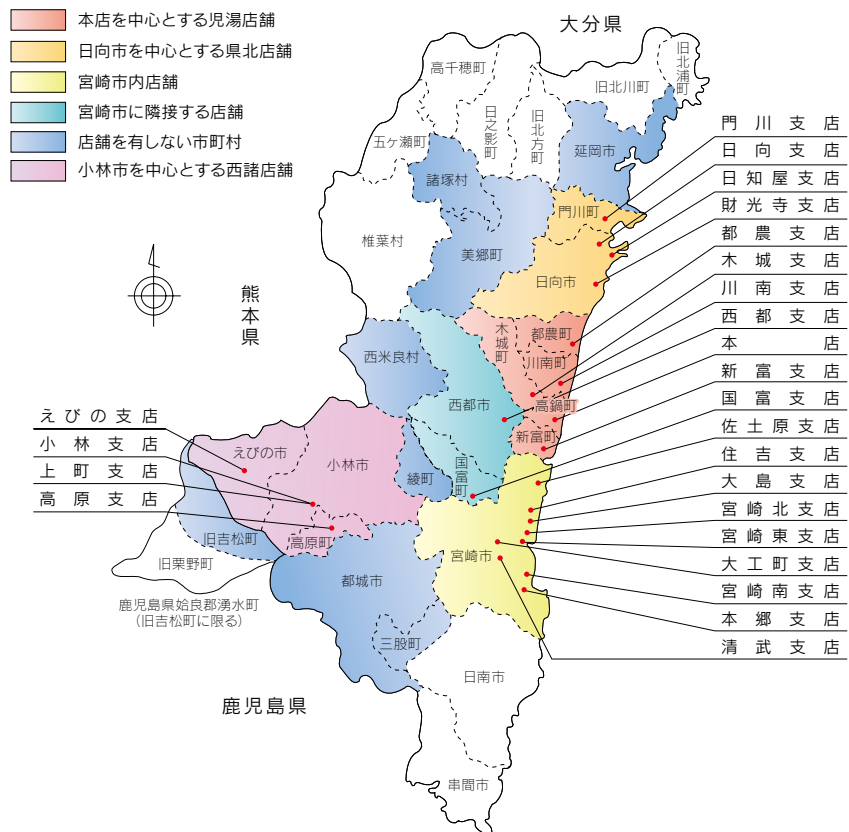 本店を中心とする児湯店舗
日向市を中心とする県北店舗
宮崎市内店舗
宮崎市に隣接する店舗
店舗を有しない市町村
小林市を中心とする西諸店舗
大分県
熊本県
鹿児島県
高千穂町
日之影町
旧北方町
旧北川町
旧北浦町
五ヶ瀬町
延岡市
諸塚村
門川町
椎葉村
美郷町
日向市
木城町
都農町
川南町
西米良村
西都市
高鍋町
新富町
えびの市
小林市
綾町
国富町
旧吉松町
高原町
宮崎市
旧栗野町
都城市
鹿児島県姶良郡湧水町
（旧吉松町に限る）
三股町
日南市
串間市
えびの支店
小林支店
上町支店
高原支店
門川支店
日向支店
日知屋支店
財光寺支店
都農支店
木城支店
川南支店
西都支店
本店
新富支店
国富支店
佐土原支店
住吉支店
大島支店
宮崎北支店
宮崎東支店
大工町支店
宮崎南支店
本郷支店
清武支店